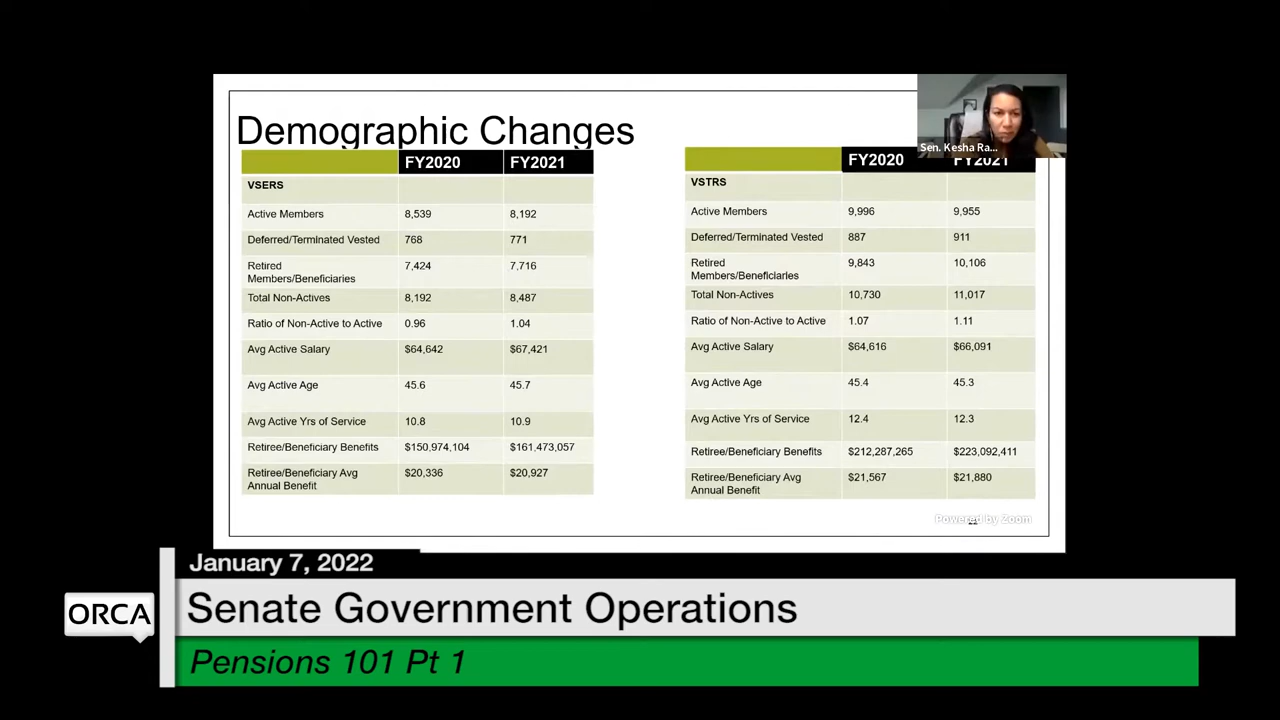 Demographic Changes
Sen. Kesha Ra...
FY2020 FY2021
VSERS
Active Members 8,539 8,192
Deferred/Terminated Vested 768 771
Retired
Members/Beneficiaries 7,424 7,716
Total Non-Actives 8,192 8,487
Ratio of Non-Active to Active 0.96 1.04
Avg Active Salary $64,642 $67,421
Avg Active Age 45.6 45.7
Avg Active Yrs of Service 10.8 10.9
Retiree/Beneficiary Benefits $150,974,104 $161.473,057
Retiree/Beneficiary Avg
Annual Benefit $20,336 $20,927
FY2020 FY2021
VSTRS
Active Members 9,996 9,955
Deferred/Terminated Vested 887 911
Retired
Members/Beneficiaries 9,843 10,106
Total Non-Actives 10,730 11,017
Ratio of Non-Active to Active 1.07 1.11
Avg Active Salary $64,616 $66,091
Avg Active Age 45.4 45.3
Avg Active Yrs of Service 12.4 12.3
Retiree/Beneficiary Benefits $212,287,265 $223,092,411
Retiree/Beneficiary Avg
Annual Benefit $21,567 $21,880
Powered by Zoom
January 7, 2022
ORCA
Senate Government Operations
Pensions 101 Pt 1